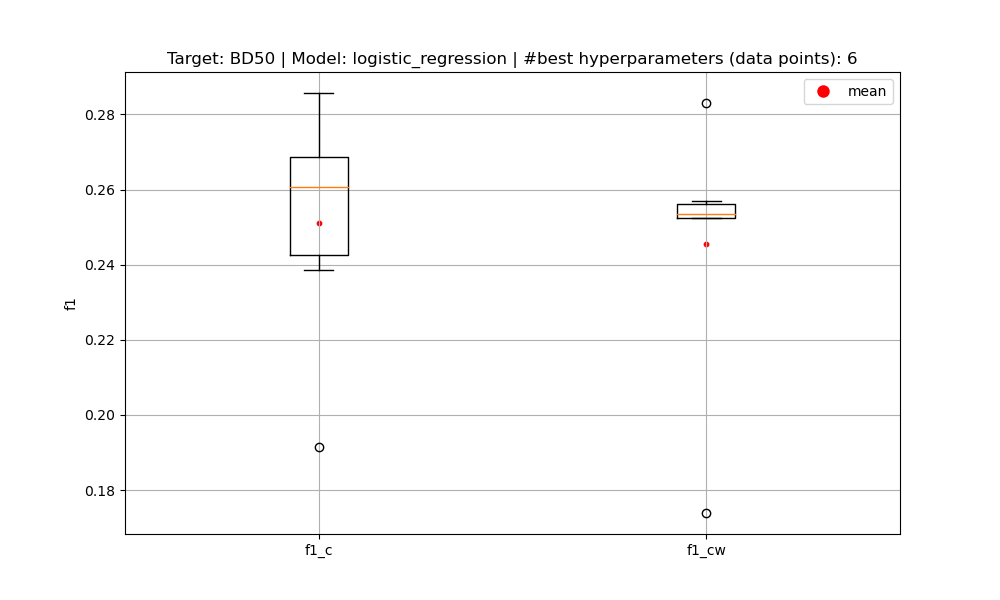 Target: BD50 | Model: logistic_regression | #best hyperparameters (data points): 6
mean
0.28
0.26
0.24
0.22
0.20
0.18
f1
f1_c
f1_cw